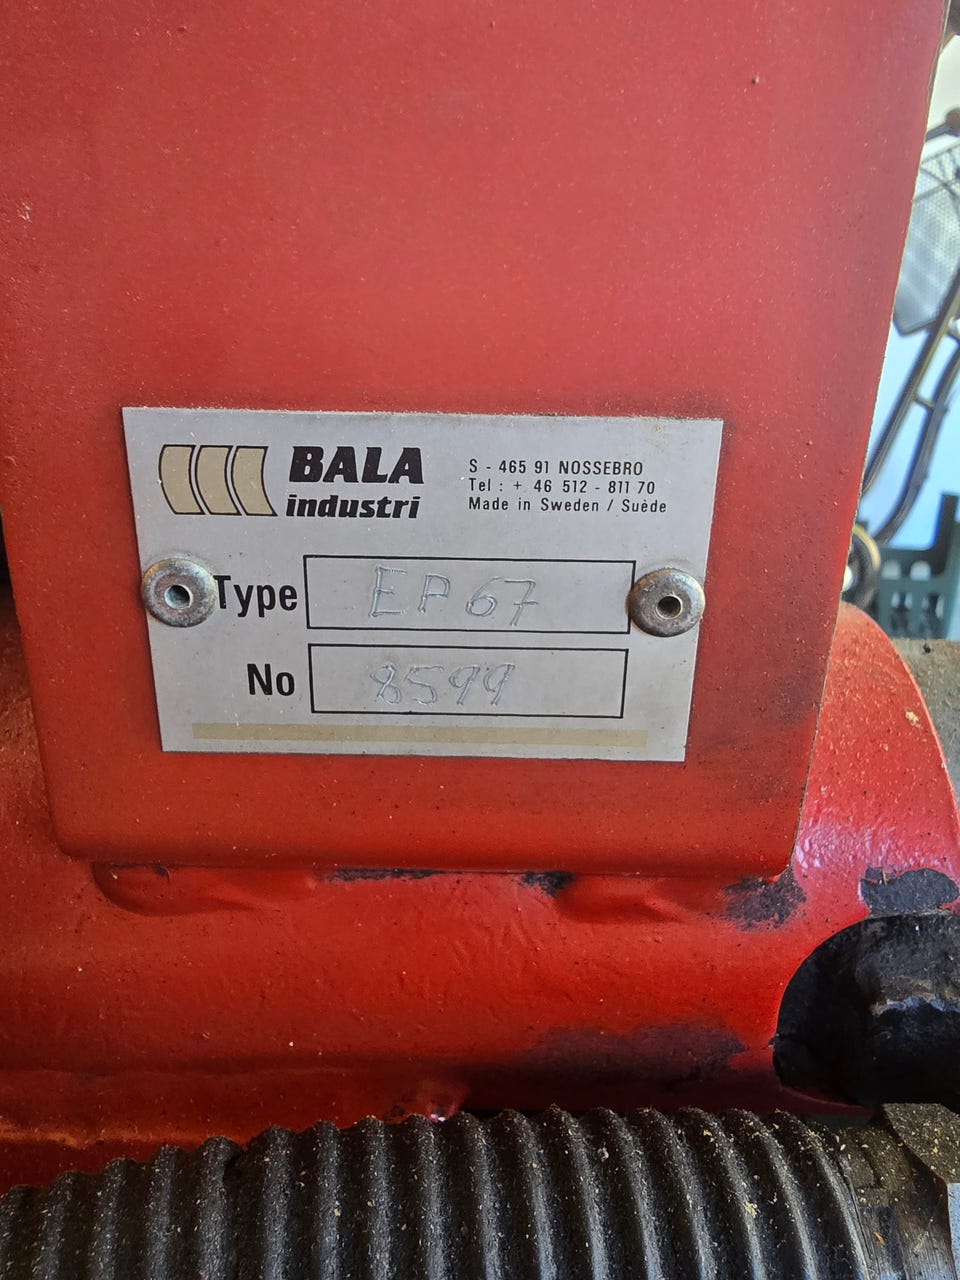 BALA
industri
S - 465 91 NOSSEBRO
Tel : + 46 512 - 811 70
Made in Sweden / Suède
Type EP67
No 8599